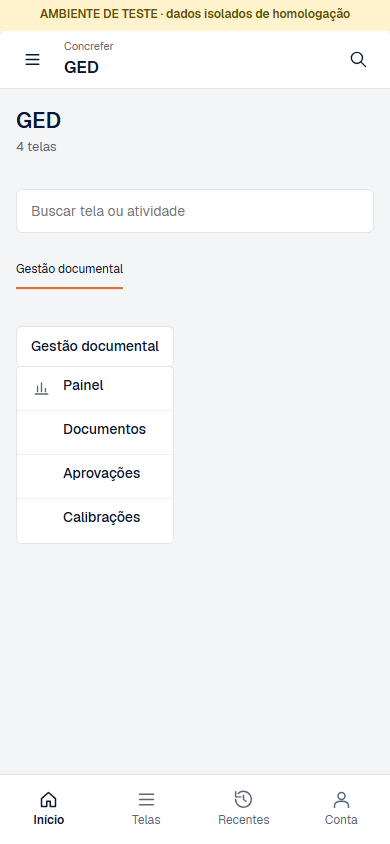 AMBIENTE DE TESTE · dados isolados de homologação
Concrefer
GED
GED
4 telas
Buscar tela ou atividade
Gestão documental
Gestão documental
Painel
Documentos
Aprovações
Calibrações
Início
Telas
Recentes
Conta